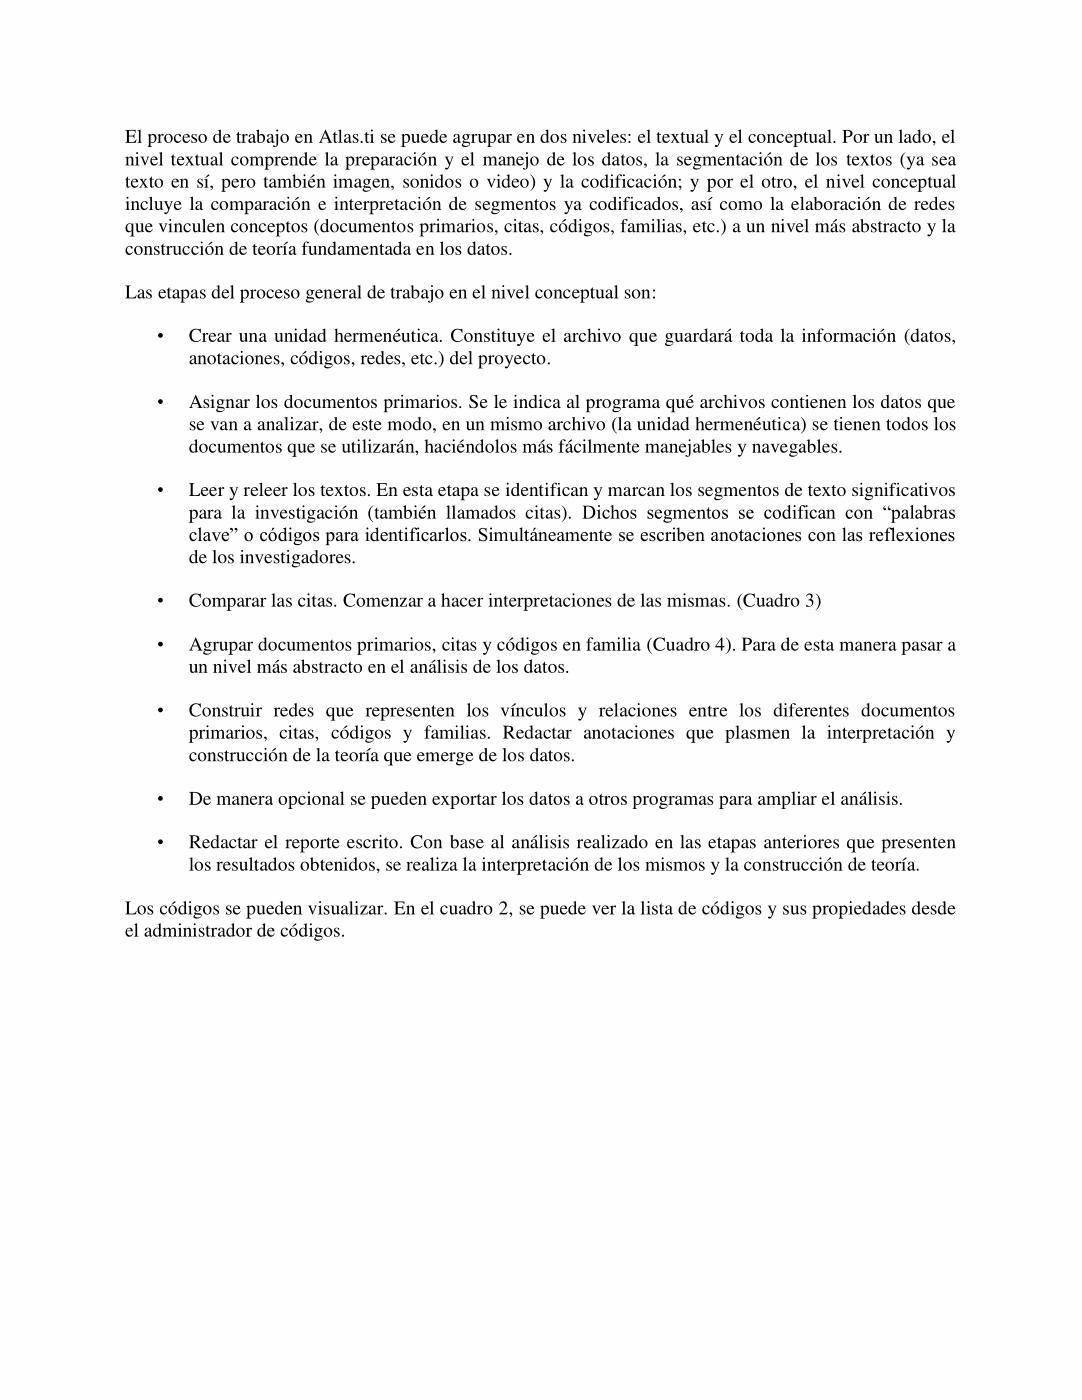 El proceso de trabajo en Atlas.ti se puede agrupar en dos niveles: el textual y el conceptual. Por un lado, el
nivel textual comprende la preparación y el manejo de los datos, la segmentación de los textos (ya sea
texto en sí, pero también imagen, sonidos o video) y la codificación; y por el otro, el nivel conceptual
incluye la comparación e interpretación de segmentos ya codificados, así como la elaboración de redes
que vinculen conceptos (documentos primarios, citas, códigos, familias, etc.) a un nivel más abstracto y la
construcción de teoría fundamentada en los datos.
Las etapas del proceso general de trabajo en el nivel conceptual son:
• Crear una unidad hermenéutica. Constituye el archivo que guardará toda la información (datos,
anotaciones, códigos, redes, etc.) del proyecto.
• Asignar los documentos primarios. Se le indica al programa qué archivos contienen los datos que
se van a analizar, de este modo, en un mismo archivo (la unidad hermenéutica) se tienen todos los
documentos que se utilizarán, haciéndolos más fácilmente manejables y navegables.
• Leer y releer los textos. En esta etapa se identifican y marcan los segmentos de texto significativos
para la investigación (también llamados citas). Dichos segmentos se codifican con “palabras
clave” o códigos para identificarlos. Simultáneamente se escriben anotaciones con las reflexiones
de los investigadores.
• Comparar las citas. Comenzar a hacer interpretaciones de las mismas. (Cuadro 3)
• Agrupar documentos primarios, citas y códigos en familia (Cuadro 4). Para de esta manera pasar a
un nivel más abstracto en el análisis de los datos.
• Construir redes que representen los vínculos y relaciones entre los diferentes documentos
primarios, citas, códigos y familias. Redactar anotaciones que plasmen la interpretación y
construcción de la teoría que emerge de los datos.
• De manera opcional se pueden exportar los datos a otros programas para ampliar el análisis.
• Redactar el reporte escrito. Con base al análisis realizado en las etapas anteriores que presenten
los resultados obtenidos, se realiza la interpretación de los mismos y la construcción de teoría.
Los códigos se pueden visualizar. En el cuadro 2, se puede ver la lista de códigos y sus propiedades desde
el administrador de códigos.